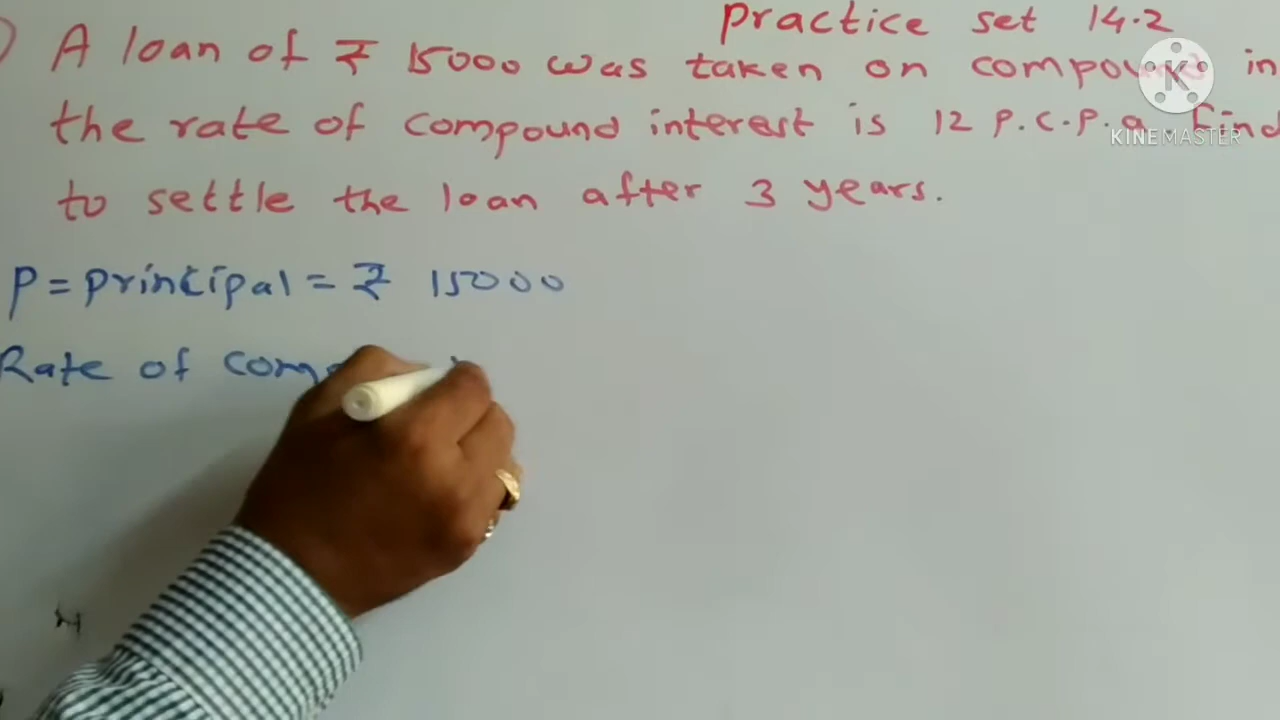 practice set 14.2
) A loan of ₹ 15000 was taken on compound in
the rate of compound interest is 12 p.c.p.a. Find
to settle the loan after 3 years.
P = principal = ₹ 15000
Rate of comp
K
KINEMASTER